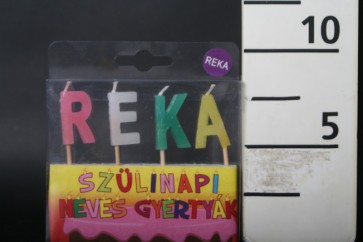 REKA
10
REKA
5
SZÜLINAPI
NEVES GYERTYÁK